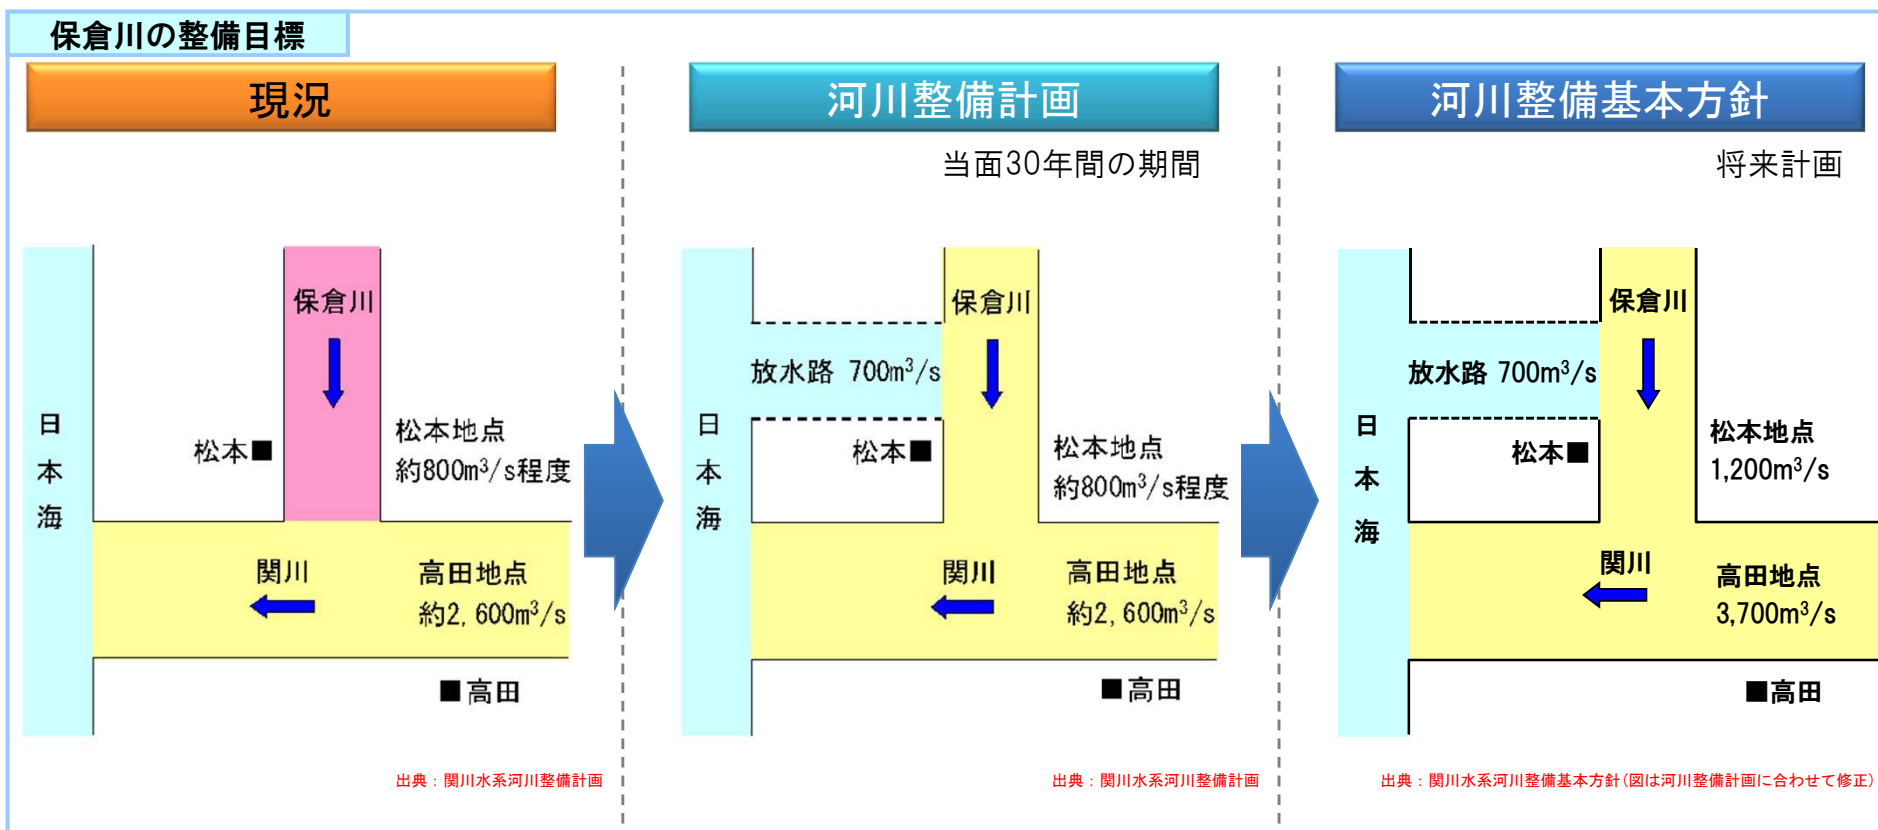 保倉川の整備目標
現況
保倉川
日本海
松本■
松本地点
約800m³/s程度
関川
高田地点
約2,600m³/s
■高田
出典：関川水系河川整備計画
河川整備計画
当面30年間の期間
保倉川
放水路 700m³/s
日本海
松本■
松本地点
約800m³/s程度
関川
高田地点
約2,600m³/s
■高田
出典：関川水系河川整備計画
河川整備基本方針
将来計画
保倉川
放水路 700m³/s
日本海
松本■
松本地点
1,200m³/s
関川
高田地点
3,700m³/s
■高田
出典：関川水系河川整備基本方針(図は河川整備計画に合わせて修正)